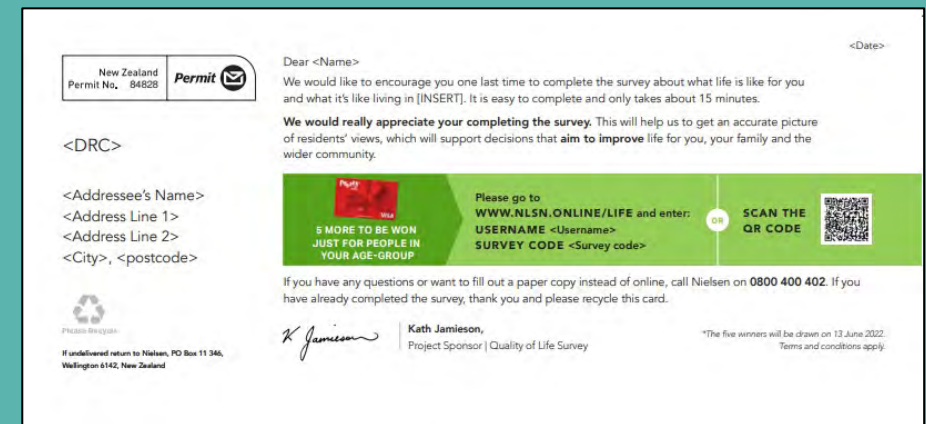 <Date>
New Zealand
Permit No. 84828
Permit
<DRC>
<Addressee's Name>
<Address Line 1>
<Address Line 2>
<City>, <postcode>
Please Recycle
If undelivered return to Nielsen, PO Box 11 346,
Wellington 6142, New Zealand
Dear <Name>
We would like to encourage you one last time to complete the survey about what life is like for you
and what it's like living in [INSERT]. It is easy to complete and only takes about 15 minutes.
We would really appreciate your completing the survey. This will help us to get an accurate picture
of residents' views, which will support decisions that aim to improve life for you, your family and the
wider community.
VISA
5 MORE TO BE WON
JUST FOR PEOPLE IN
YOUR AGE-GROUP
Please go to
WWW.NLSN.ONLINE/LIFE and enter:
USERNAME <Username>
SURVEY CODE <Survey code>
OR
SCAN THE
QR CODE
If you have any questions or want to fill out a paper copy instead of online, call Nielsen on 0800 400 402. If you
have already completed the survey, thank you and please recycle this card.
K Jamieson
Kath Jamieson,
Project Sponsor | Quality of Life Survey
*The five winners will be drawn on 13 June 2022.
Terms and conditions apply.